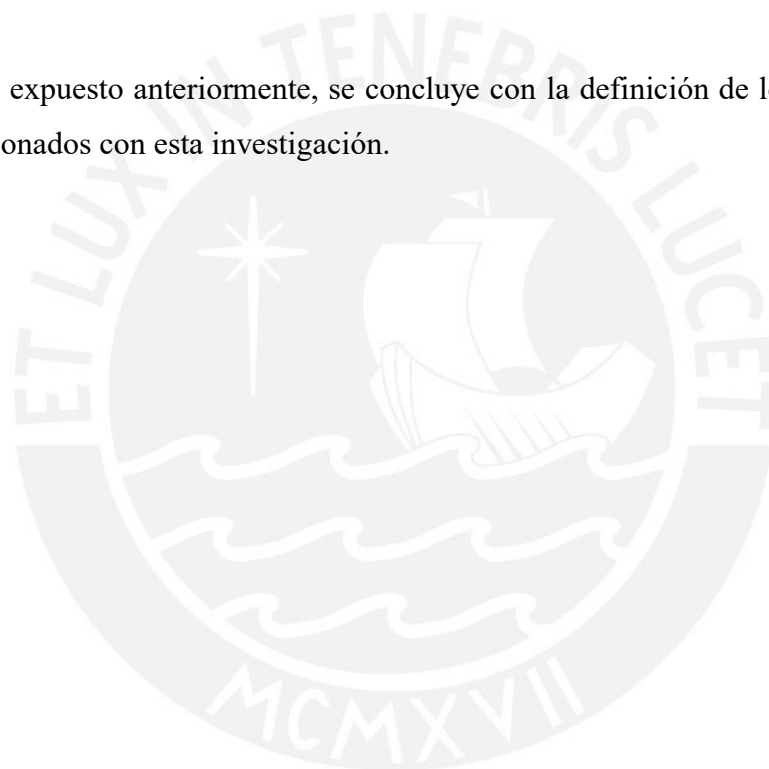 expuesto anteriormente, se concluye con la definición de l
onados con esta investigación.
ET LUX IN TENEBRIS LUCET
MCMXVII